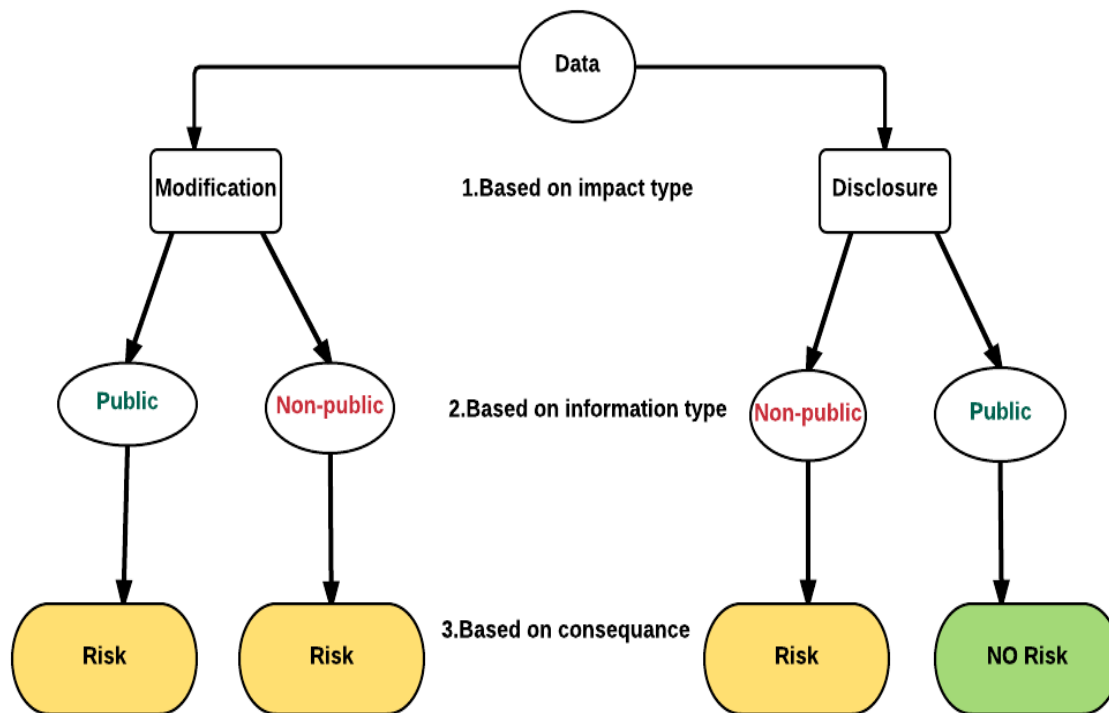 Data
Modification
1.Based on impact type
Disclosure
Public
Non-public
2.Based on information type
Non-public
Public
Risk
Risk
3.Based on consequance
Risk
NO Risk